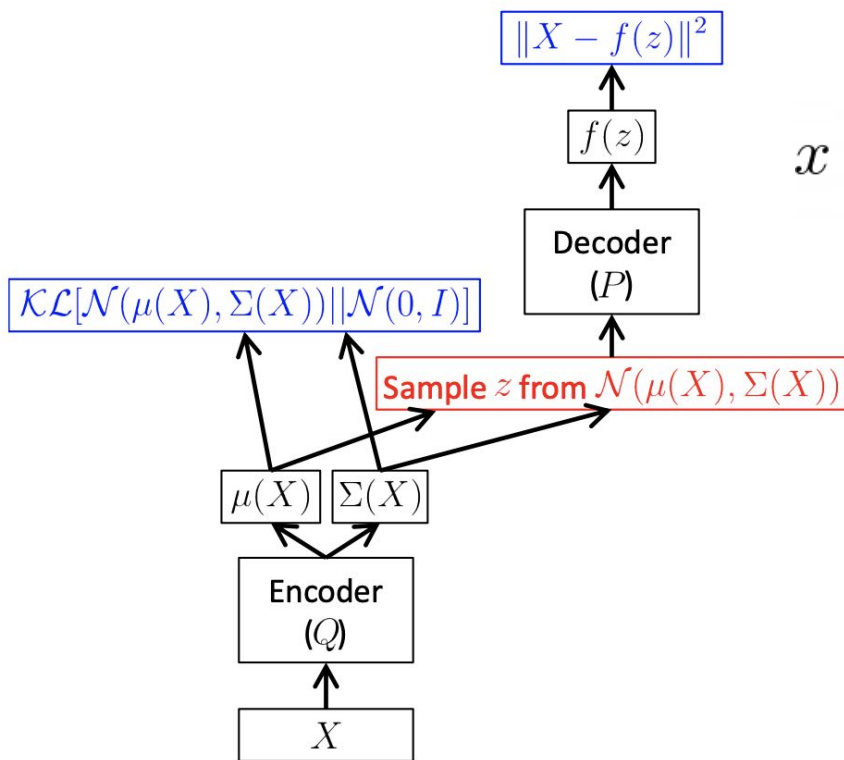 ‖X − f(z)‖²
f(z)
x
Decoder
(P)
𝒦ℒ[𝒩(μ(X), Σ(X))||𝒩(0, I)]
Sample z from 𝒩(μ(X), Σ(X))
μ(X)
Σ(X)
Encoder
(Q)
X